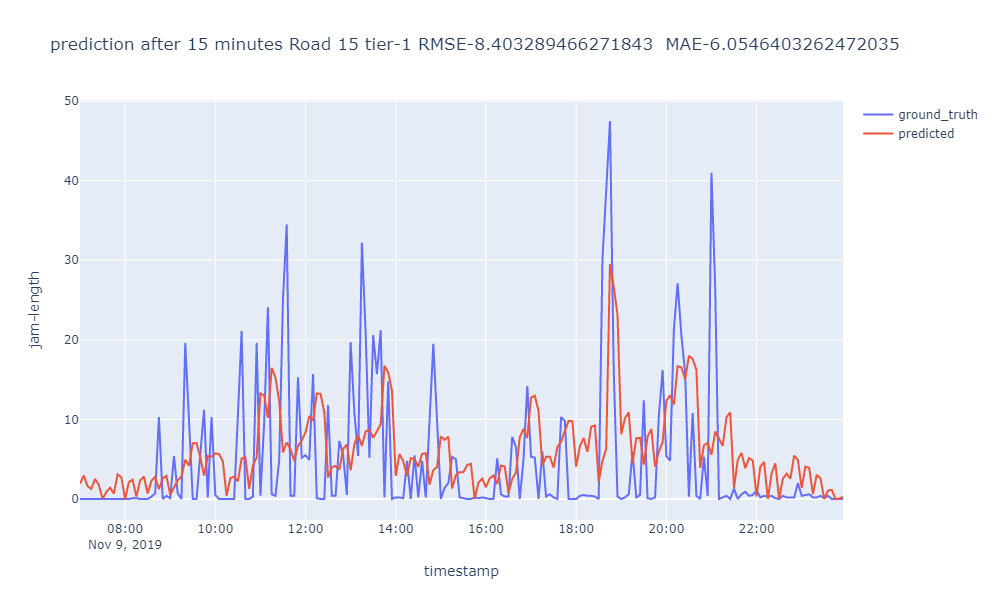 prediction after 15 minutes Road 15 tier-1 RMSE-8.403289466271843  MAE-6.0546403262472035
ground_truth
predicted
50
40
30
20
10
0
jam-length
08:00 10:00 12:00 14:00 16:00 18:00 20:00 22:00
Nov 9, 2019
timestamp